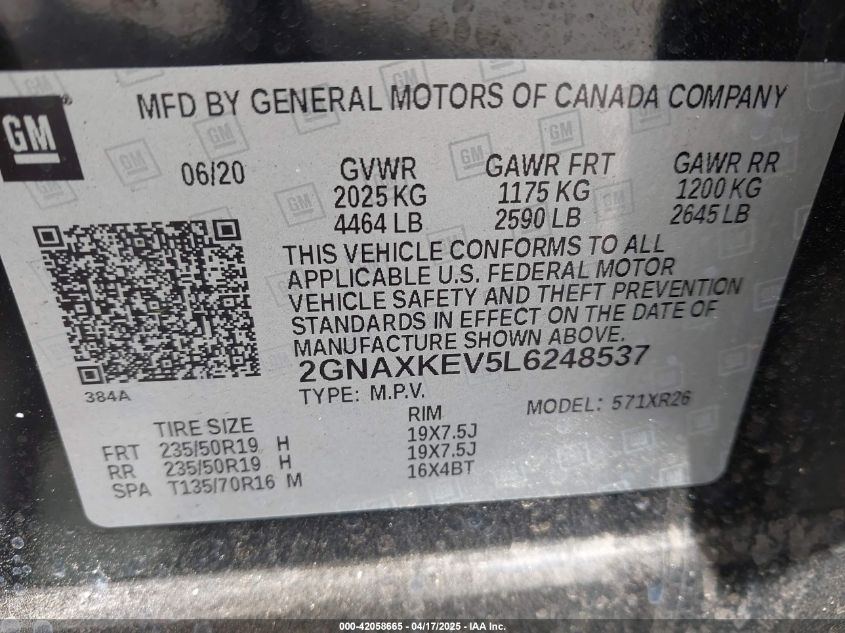 GM
MFD BY GENERAL MOTORS OF CANADA COMPANY
06/20 GVWR GAWR FRT GAWR RR
2025 KG 1175 KG 1200 KG
4464 LB 2590 LB 2645 LB
THIS VEHICLE CONFORMS TO ALL
APPLICABLE U.S. FEDERAL MOTOR
VEHICLE SAFETY AND THEFT PREVENTION
STANDARDS IN EFFECT ON THE DATE OF
MANUFACTURE SHOWN ABOVE.
2GNAXKEV5L6248537
384A
TYPE: M.P.V. MODEL: 571XR26
TIRE SIZE RIM
FRT 235/50R19 H 19X7.5J
RR 235/50R19 H 19X7.5J
SPA T135/70R16 M 16X4BT
000-42058665 - 04/17/2025 - IAA Inc.